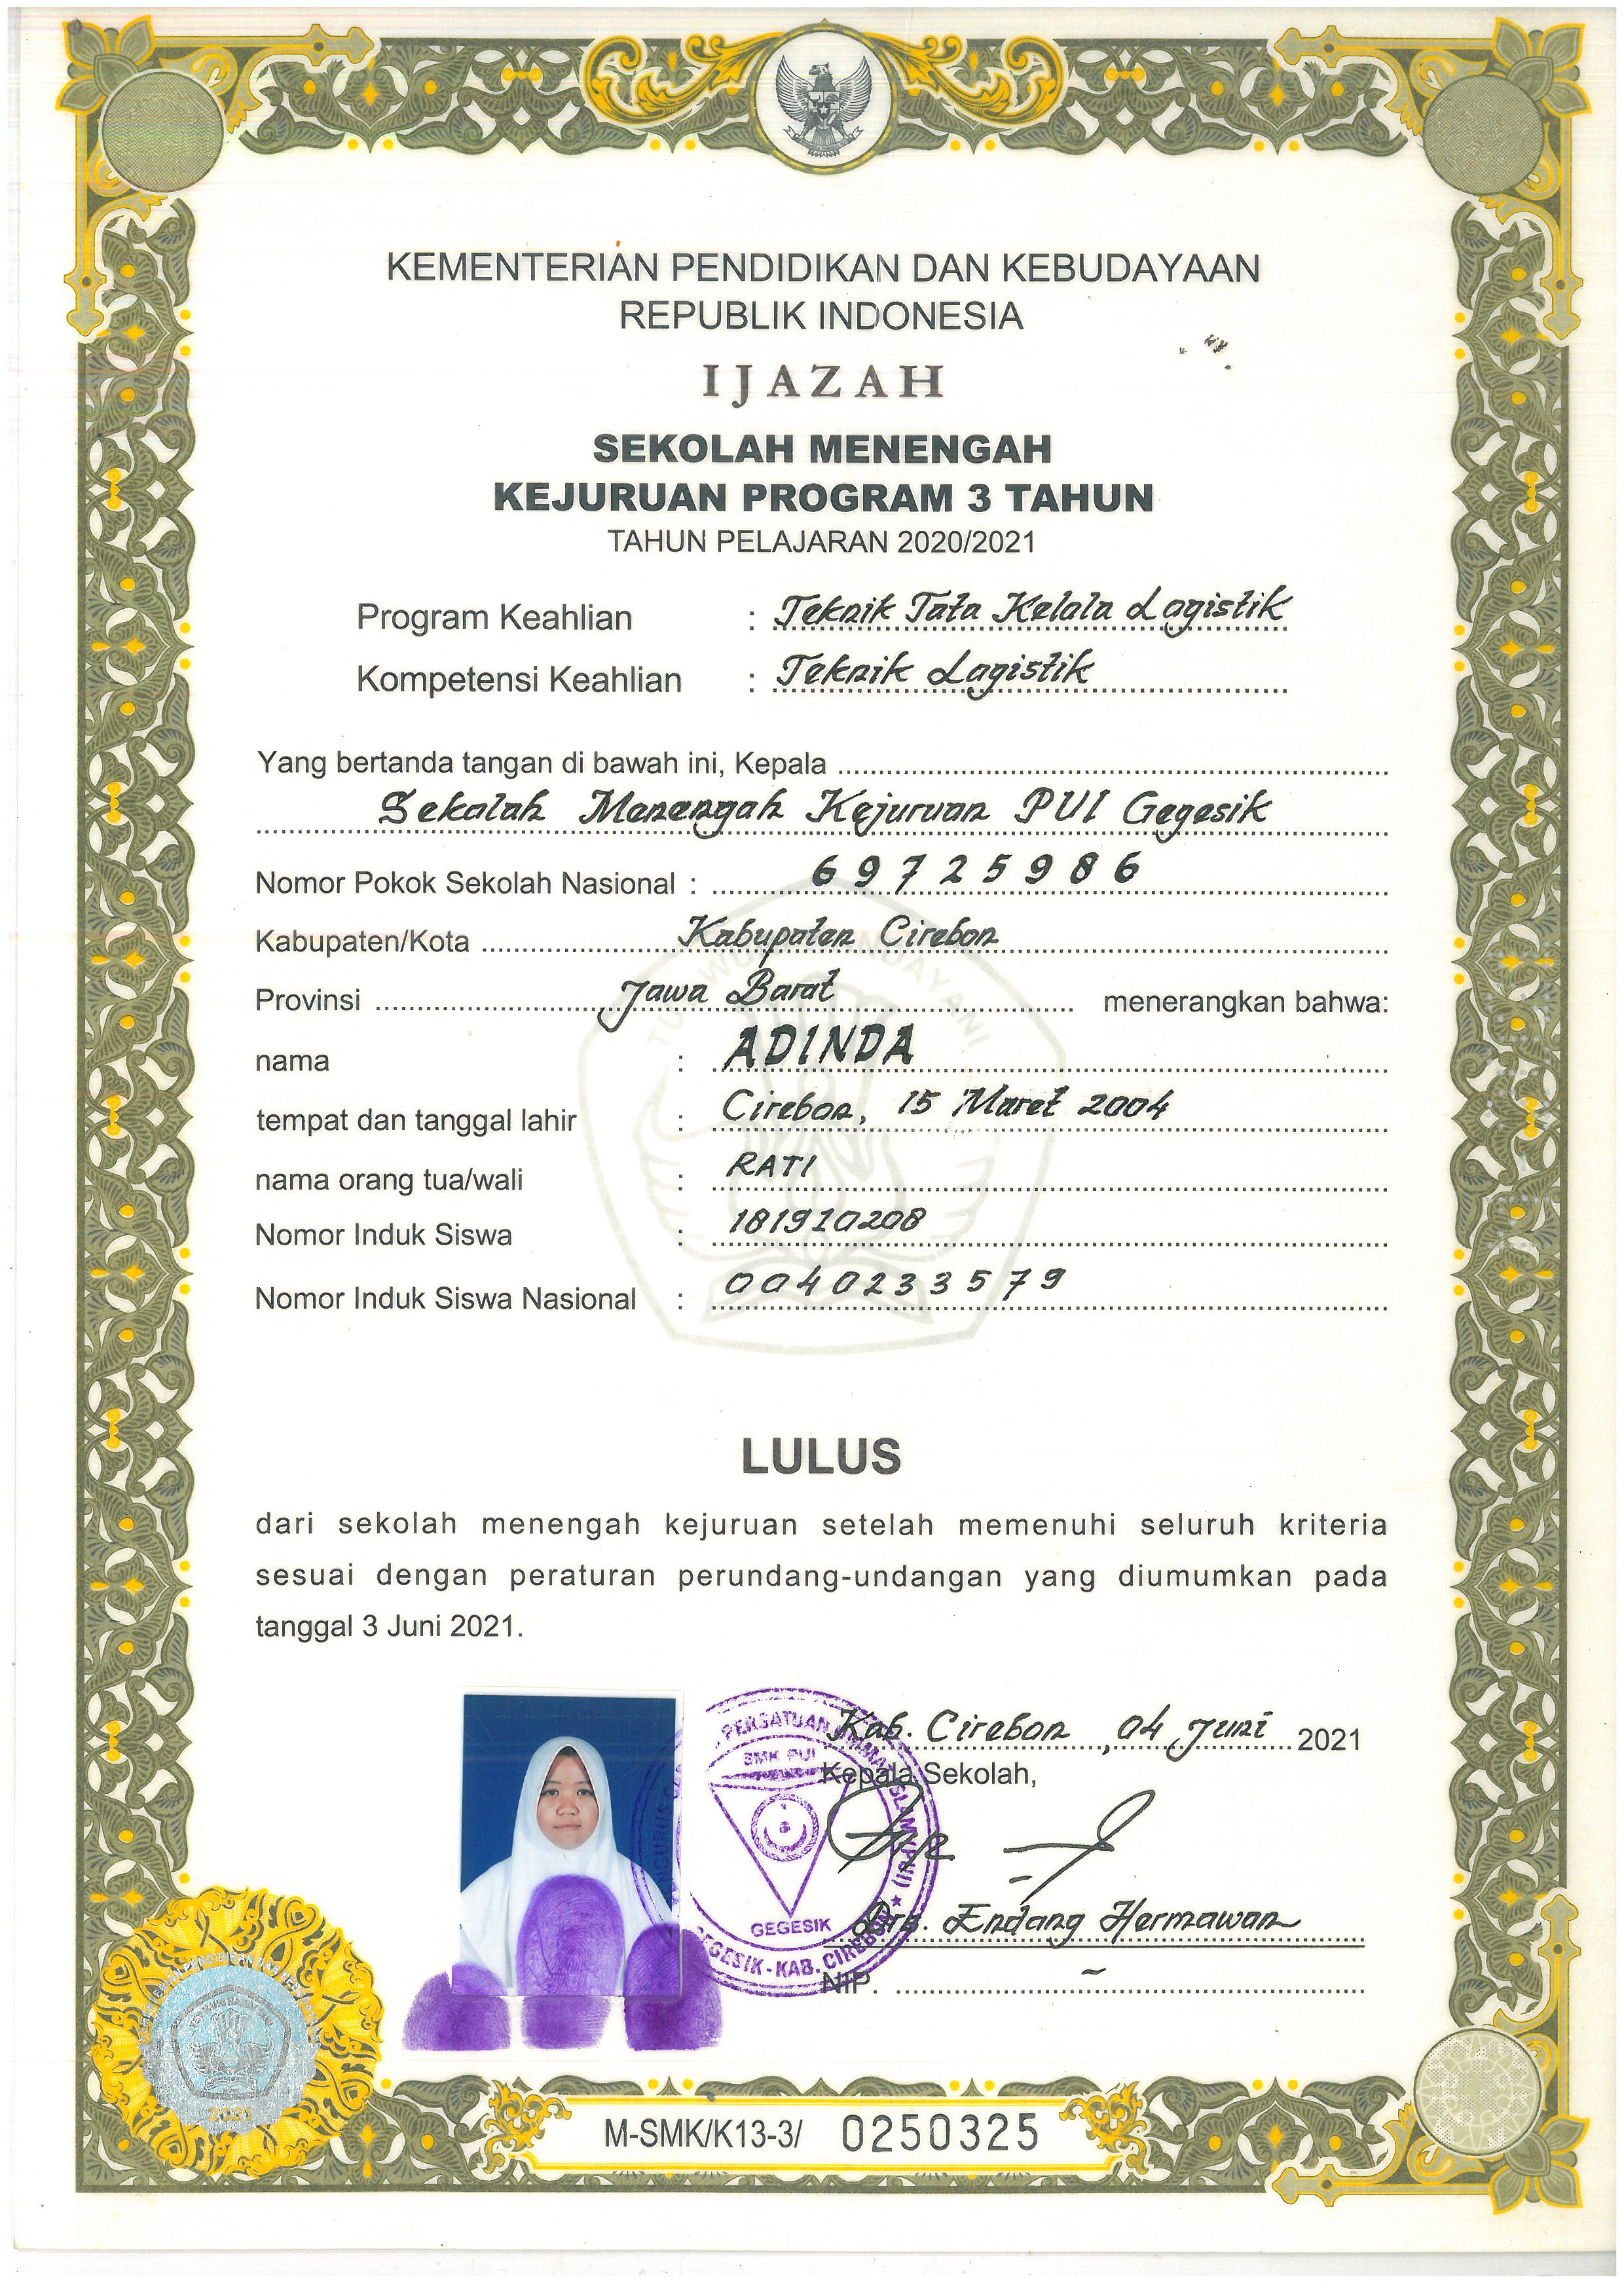 KEMENTERIAN PENDIDIKAN DAN KEBUDAYAAN
REPUBLIK INDONESIA
IJAZAH
SEKOLAH MENENGAH
KEJURUAN PROGRAM 3 TAHUN
TAHUN PELAJARAN 2020/2021
Program Keahlian : Teknik Tata Kelola Logistik
Kompetensi Keahlian : Teknik Logistik
Yang bertanda tangan di bawah ini, Kepala
Sekolah Menengah Kejuruan PUI Gegesik
Nomor Pokok Sekolah Nasional : 69725986
Kabupaten/Kota Kabupaten Cirebon
Provinsi Jawa Barat menerangkan bahwa:
nama : ADINDA
tempat dan tanggal lahir : Cirebon, 15 Maret 2004
nama orang tua/wali : RATI
Nomor Induk Siswa : 181910208
Nomor Induk Siswa Nasional : 0040233579
LULUS
dari sekolah menengah kejuruan setelah memenuhi seluruh kriteria
sesuai dengan peraturan perundang-undangan yang diumumkan pada
tanggal 3 Juni 2021.
Kab. Cirebon, 04 Juni 2021
Kepala Sekolah,
PERSATUAN UMMAT ISLAM (PUI)
SMK PUI
GEGESIK
GEGESIK - KAB. CIREBON
Drs. Endang Hermawan
NIP. -
2021
M-SMK/K13-3/ 0250325